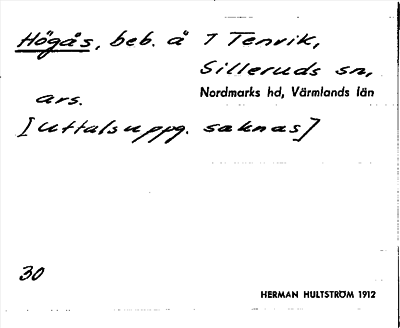 Högås, beb. å 7 Tenvik,
Silleruds sn,
Nordmarks hd, Värmlands län
ars.
[Uttalsuppg. saknas]
30
HERMAN HULTSTRÖM 1912